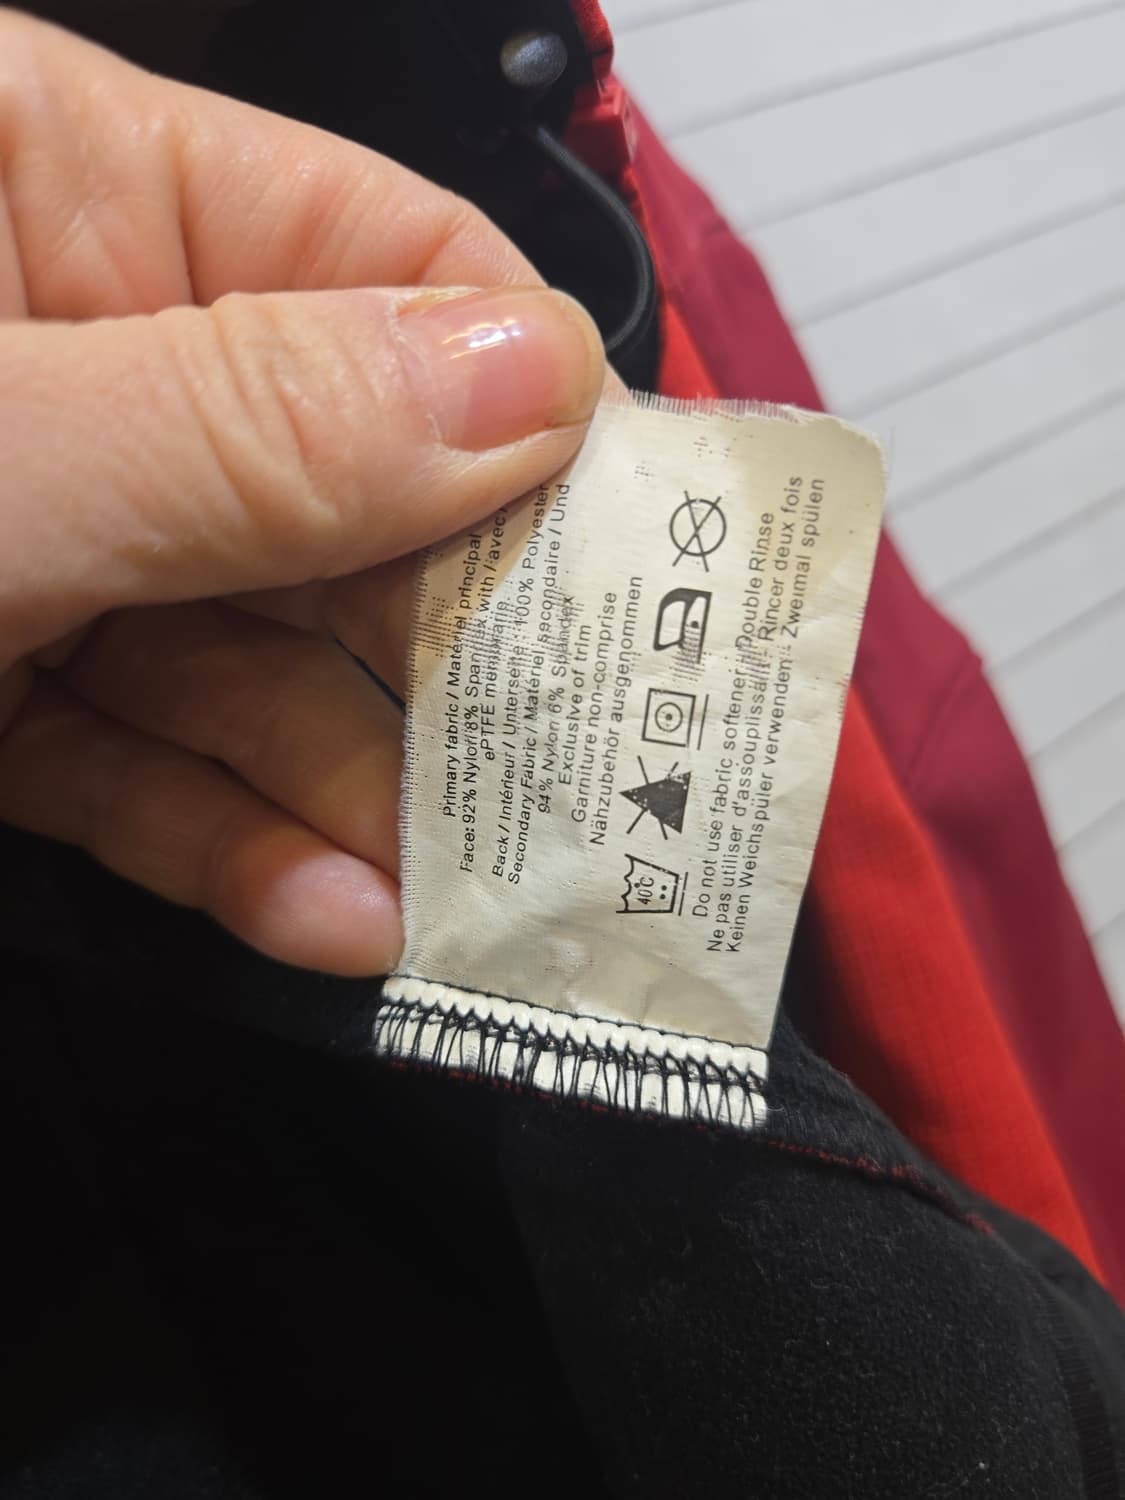 Primary fabric / Matériel principal
Face: 92% Nylon 8% Spandex with / avec /
ePTFE membrane
Back / Intérieur / Unterseite : 100% Polyester
Secondary Fabric / Matériel secondaire / Und
94% Nylon 6% Spandex
Exclusive of trim
Garniture non-comprise
Nähzubehör ausgenommen
40°C
Do not use fabric softener - Double Rinse
Ne pas utiliser d'assouplissant - Rincer deux fois
Keinen Weichspüler verwenden - Zweimal spülen